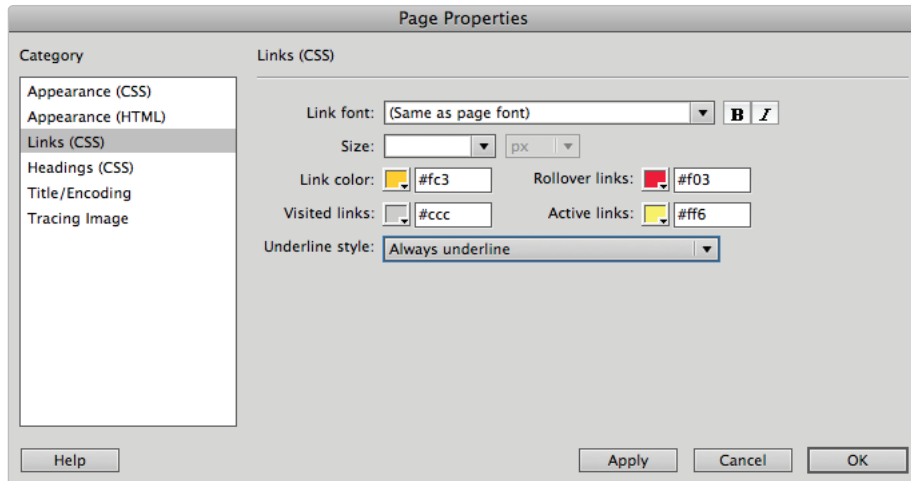 Page Properties
Category
Links (CSS)
Appearance (CSS)
Appearance (HTML)
Links (CSS)
Headings (CSS)
Title/Encoding
Tracing Image
Link font: (Same as page font) B I
Size: px
Link color: #fc3 Rollover links: #f03
Visited links: #ccc Active links: #ff6
Underline style: Always underline
Help Apply Cancel OK